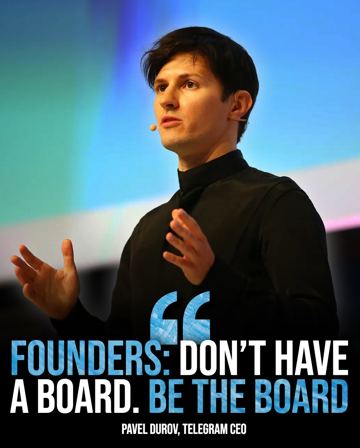 “
FOUNDERS: DON'T HAVE
A BOARD. BE THE BOARD
PAVEL DUROV, TELEGRAM CEO